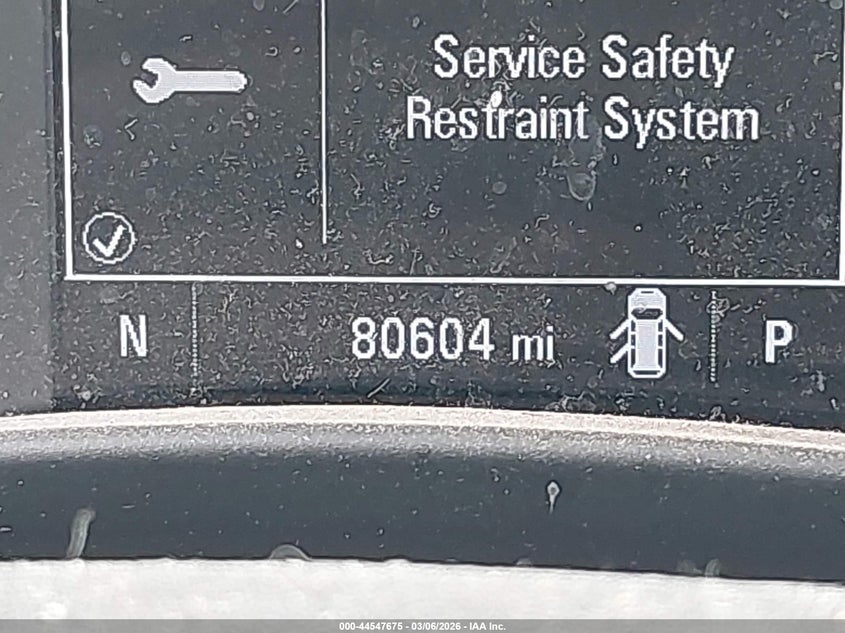 Service Safety
Restraint System
N 80604 mi P
000-44547675 - 03/06/2026 - IAA Inc.